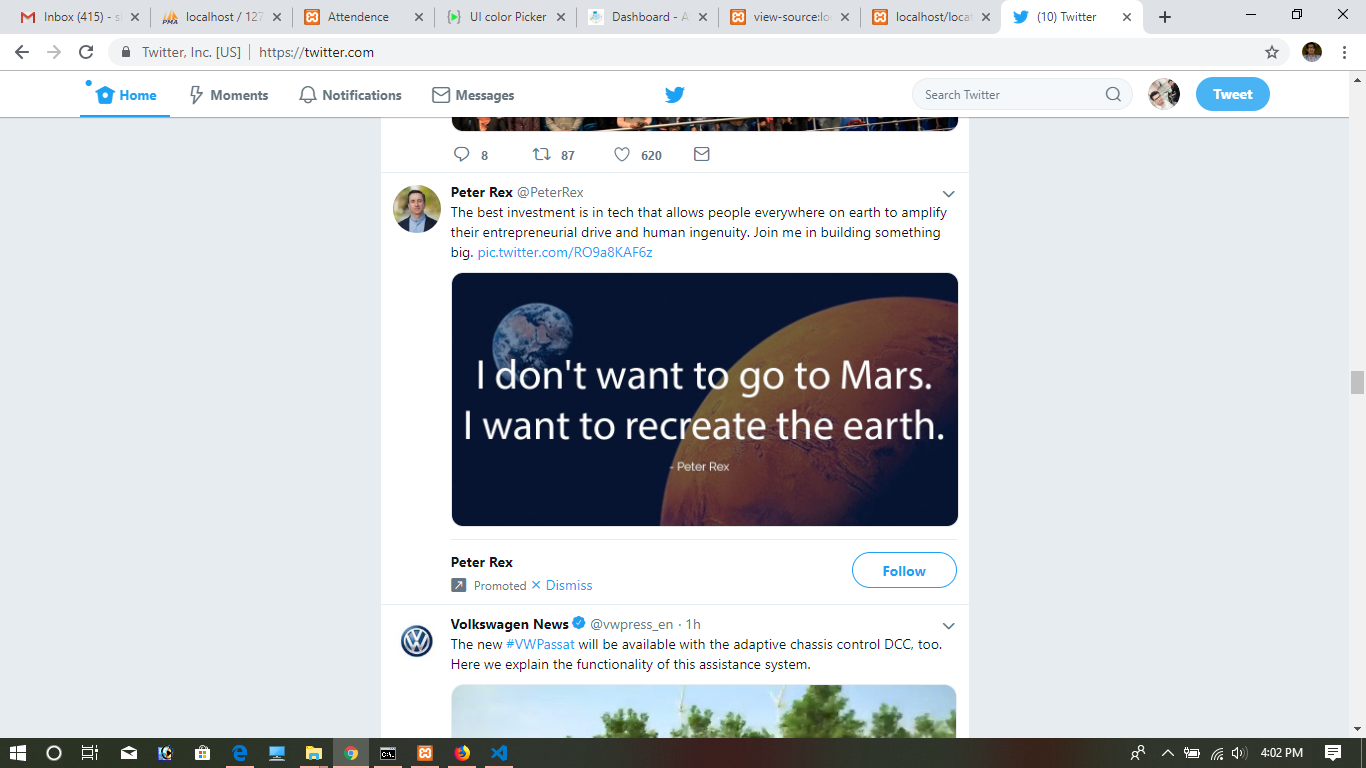 Inbox (415) - s
localhost / 127
Attendence
UI color Picker
Dashboard - A
view-source:lo
localhost/locat
(10) Twitter
Twitter, Inc. [US]
https://twitter.com
Home
Moments
Notifications
Messages
Search Twitter
Tweet
8
87
620
Peter Rex @PeterRex
The best investment is in tech that allows people everywhere on earth to amplify
their entrepreneurial drive and human ingenuity. Join me in building something
big. pic.twitter.com/RO9a8KAF6z
I don't want to go to Mars.
I want to recreate the earth.
- Peter Rex
Peter Rex
Promoted
Dismiss
Follow
Volkswagen News @vwpress_en · 1h
The new #VWPassat will be available with the adaptive chassis control DCC, too.
Here we explain the functionality of this assistance system.
4:02 PM